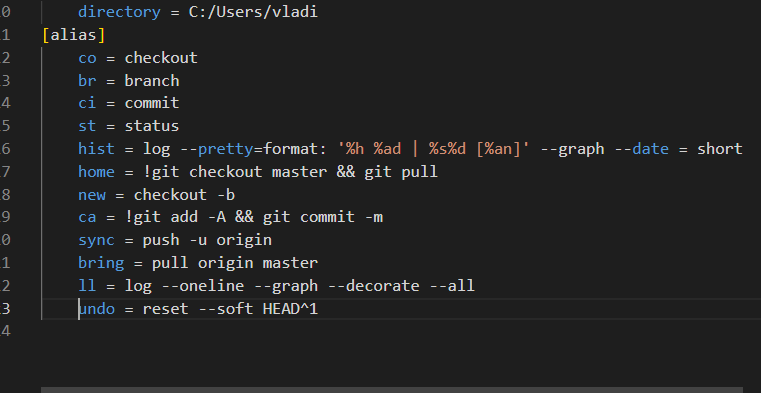 0 directory = C:/Users/vladi
1 [alias]
2 co = checkout
3 br = branch
4 ci = commit
5 st = status
6 hist = log --pretty=format: '%h %ad | %s%d [%an]' --graph --date = short
7 home = !git checkout master && git pull
8 new = checkout -b
9 ca = !git add -A && git commit -m
0 sync = push -u origin
1 bring = pull origin master
2 ll = log --oneline --graph --decorate --all
3 undo = reset --soft HEAD^1
4